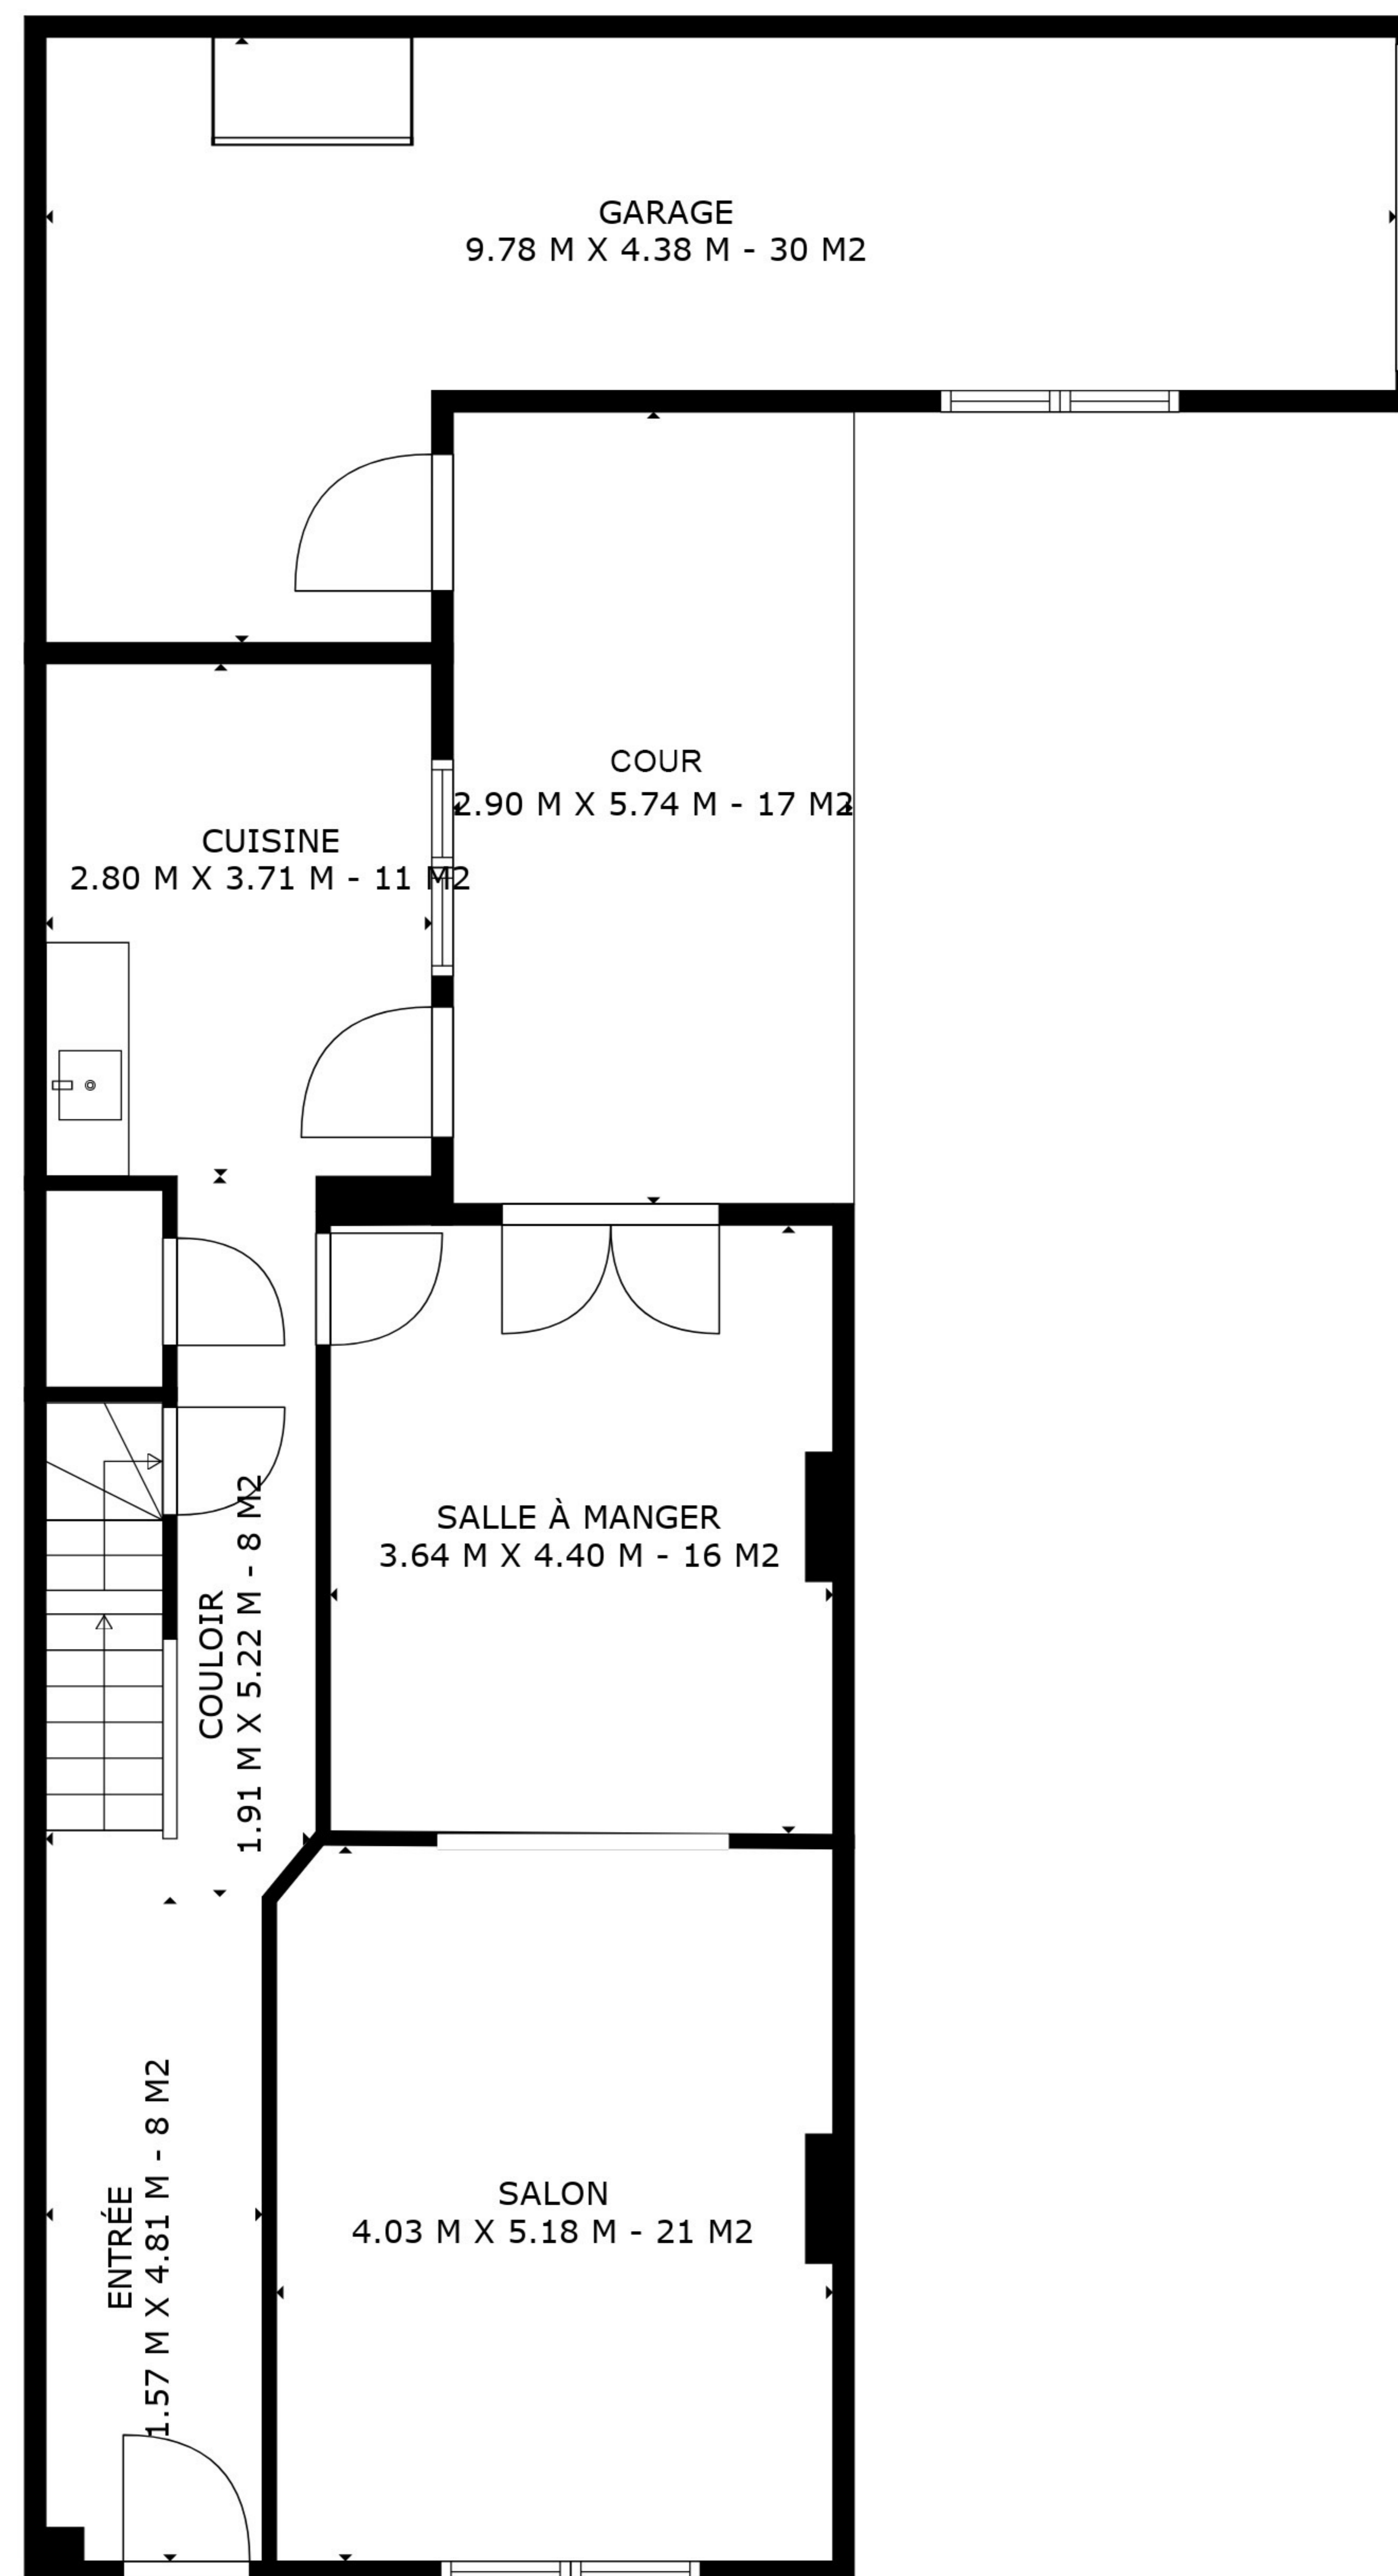 GARAGE
9.78 M X 4.38 M - 30 M2
COUR
2.90 M X 5.74 M - 17 M2
CUISINE
2.80 M X 3.71 M - 11 M2
SALLE À MANGER
3.64 M X 4.40 M - 16 M2
COULOIR
1.91 M X 5.22 M - 8 M2
SALON
4.03 M X 5.18 M - 21 M2
ENTRÉE
1.57 M X 4.81 M - 8 M2